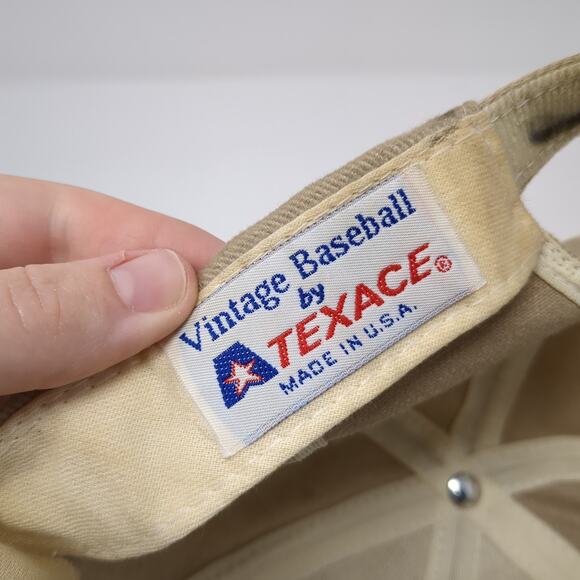 Vintage Baseball
by
TEXACE®
MADE IN U.S.A.